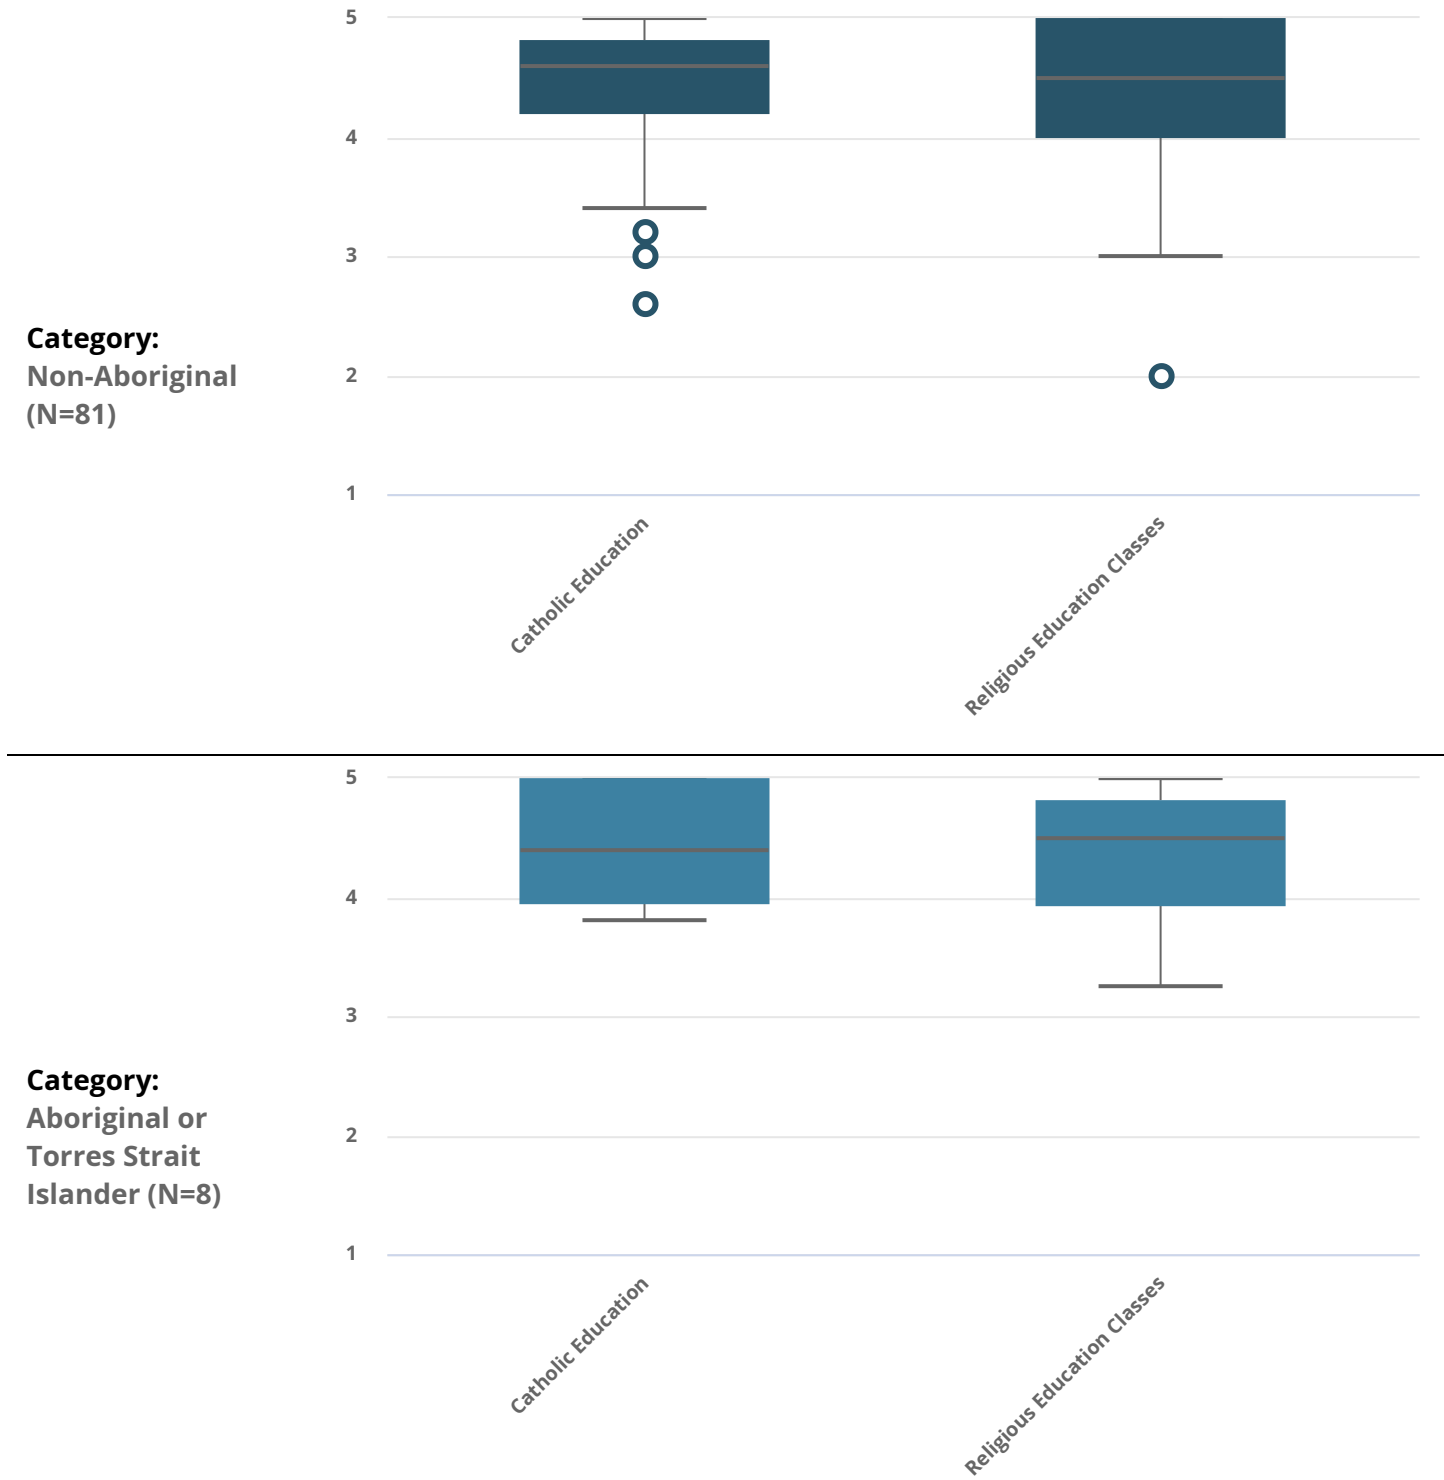 5
4
3
2
1
Category:
Non-Aboriginal
(N=81)
Catholic Education
Religious Education Classes
5
4
3
2
1
Category:
Aboriginal or
Torres Strait
Islander (N=8)
Catholic Education
Religious Education Classes